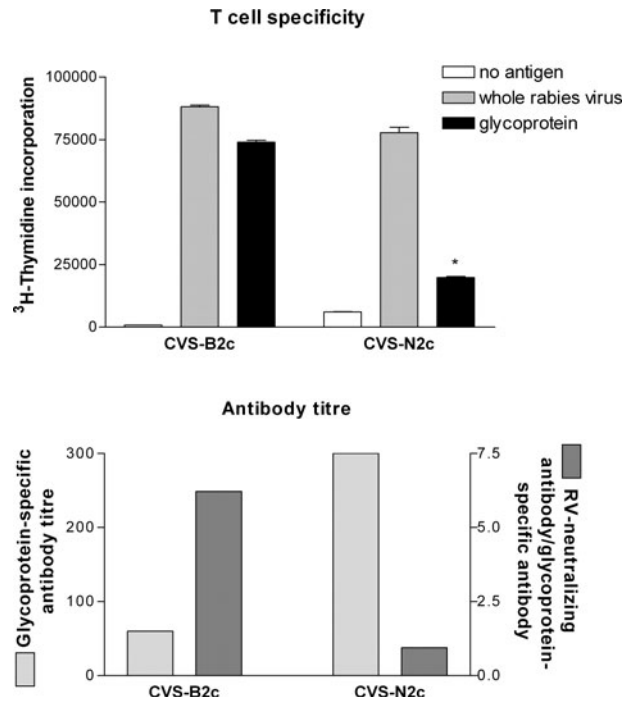 T cell specificity
³H-Thymidine incorporation
100000
75000
50000
25000
0
no antigen
whole rabies virus
glycoprotein
*
CVS-B2c
CVS-N2c
Antibody titre
Glycoprotein-specific
antibody titre
300
200
100
0
7.5
5.0
2.5
0.0
RV-neutralizing
antibody/glycoprotein-
specific antibody
CVS-B2c
CVS-N2c